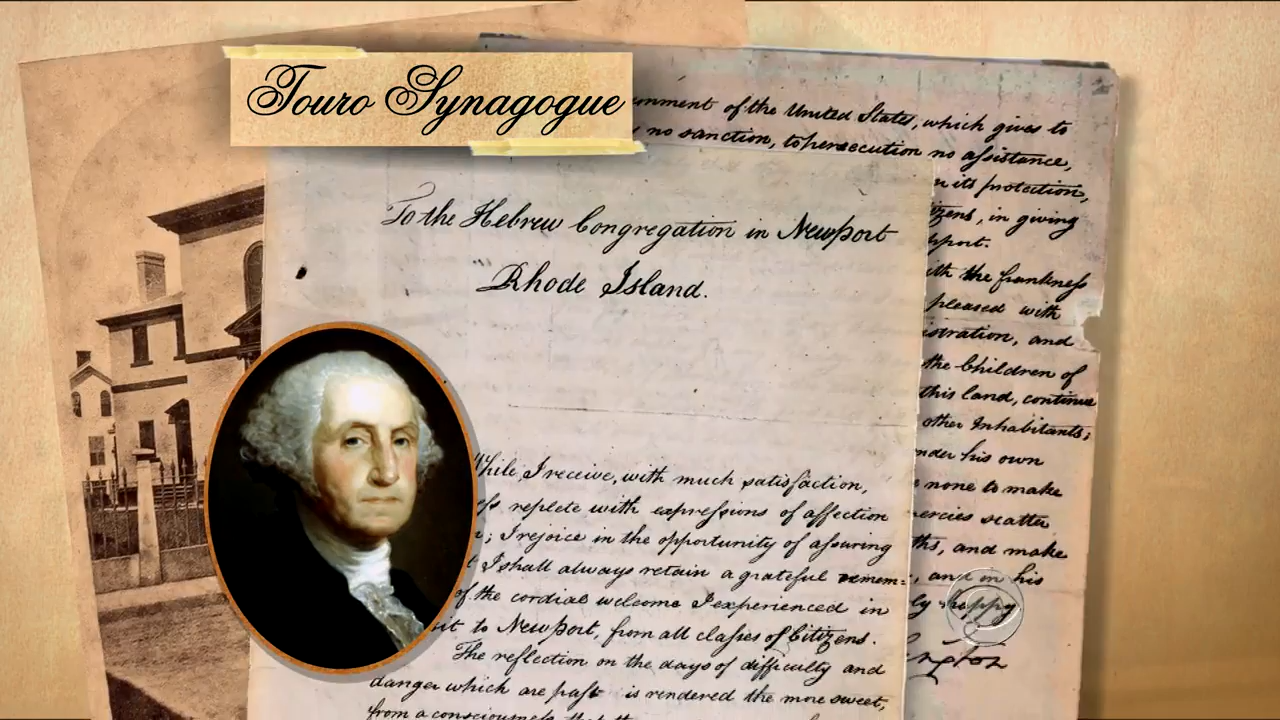 Touro Synagogue
of the United States, which gives to
no sanction, to persecution no assistance,
its protection,
in giving
To the Hebrew Congregation in Newport
Rhode Island.
the frankness
pleased with
and
the Children of
this land, continue
other Inhabitants;
his own
none to make
scatter
and make
and in his
happy
While I receive, with much satisfaction,
replete with expressions of affection
I rejoice in the opportunity of assuring
I shall always retain a grateful remem=
of the cordial welcome I experienced in
to Newport, from all classes of Citizens.
The reflection on the days of difficulty and
danger which are past is rendered the more sweet,
from a consciousness that